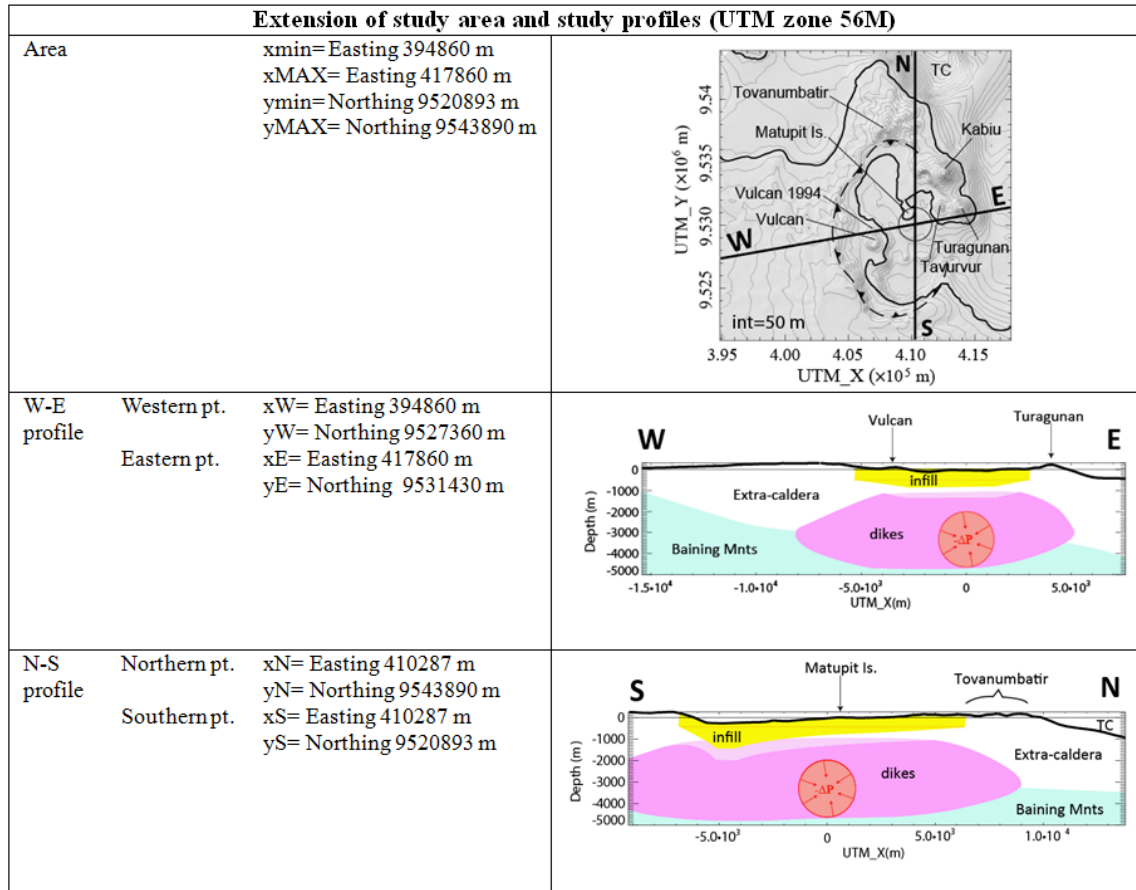 Extension of study area and study profiles (UTM zone 56M)
Area
xmin= Easting 394860 m
xMAX= Easting 417860 m
ymin= Northing 9520893 m
yMAX= Northing 9543890 m
N
TC
Tovanumbatir
Matupit Is.
Kabiu
Vulcan 1994
Vulcan
E
W
Turagunan
Tavurvur
S
int=50 m
UTM_Y (×10⁶ m)
9.54
9.535
9.530
9.525
3.95 4.00 4.05 4.10 4.15
UTM_X (×10⁵ m)
W-E profile
Western pt.
xW= Easting 394860 m
yW= Northing 9527360 m
Eastern pt.
xE= Easting 417860 m
yE= Northing 9531430 m
W
Vulcan
Turagunan
E
infill
Extra-caldera
dikes
-ΔP
Baining Mnts
Depth (m)
0
-1000
-2000
-3000
-4000
-5000
-1.5•10⁴ -1.0•10⁴ -5.0•10³ 0 5.0•10³
UTM_X(m)
N-S profile
Northern pt.
xN= Easting 410287 m
yN= Northing 9543890 m
Southern pt.
xS= Easting 410287 m
yS= Northing 9520893 m
S
Matupit Is.
Tovanumbatir
N
infill
TC
Extra-caldera
dikes
-ΔP
Baining Mnts
Depth (m)
0
-1000
-2000
-3000
-4000
-5000
-5.0•10³ 0 5.0•10³ 1.0•10⁴
UTM_X(m)